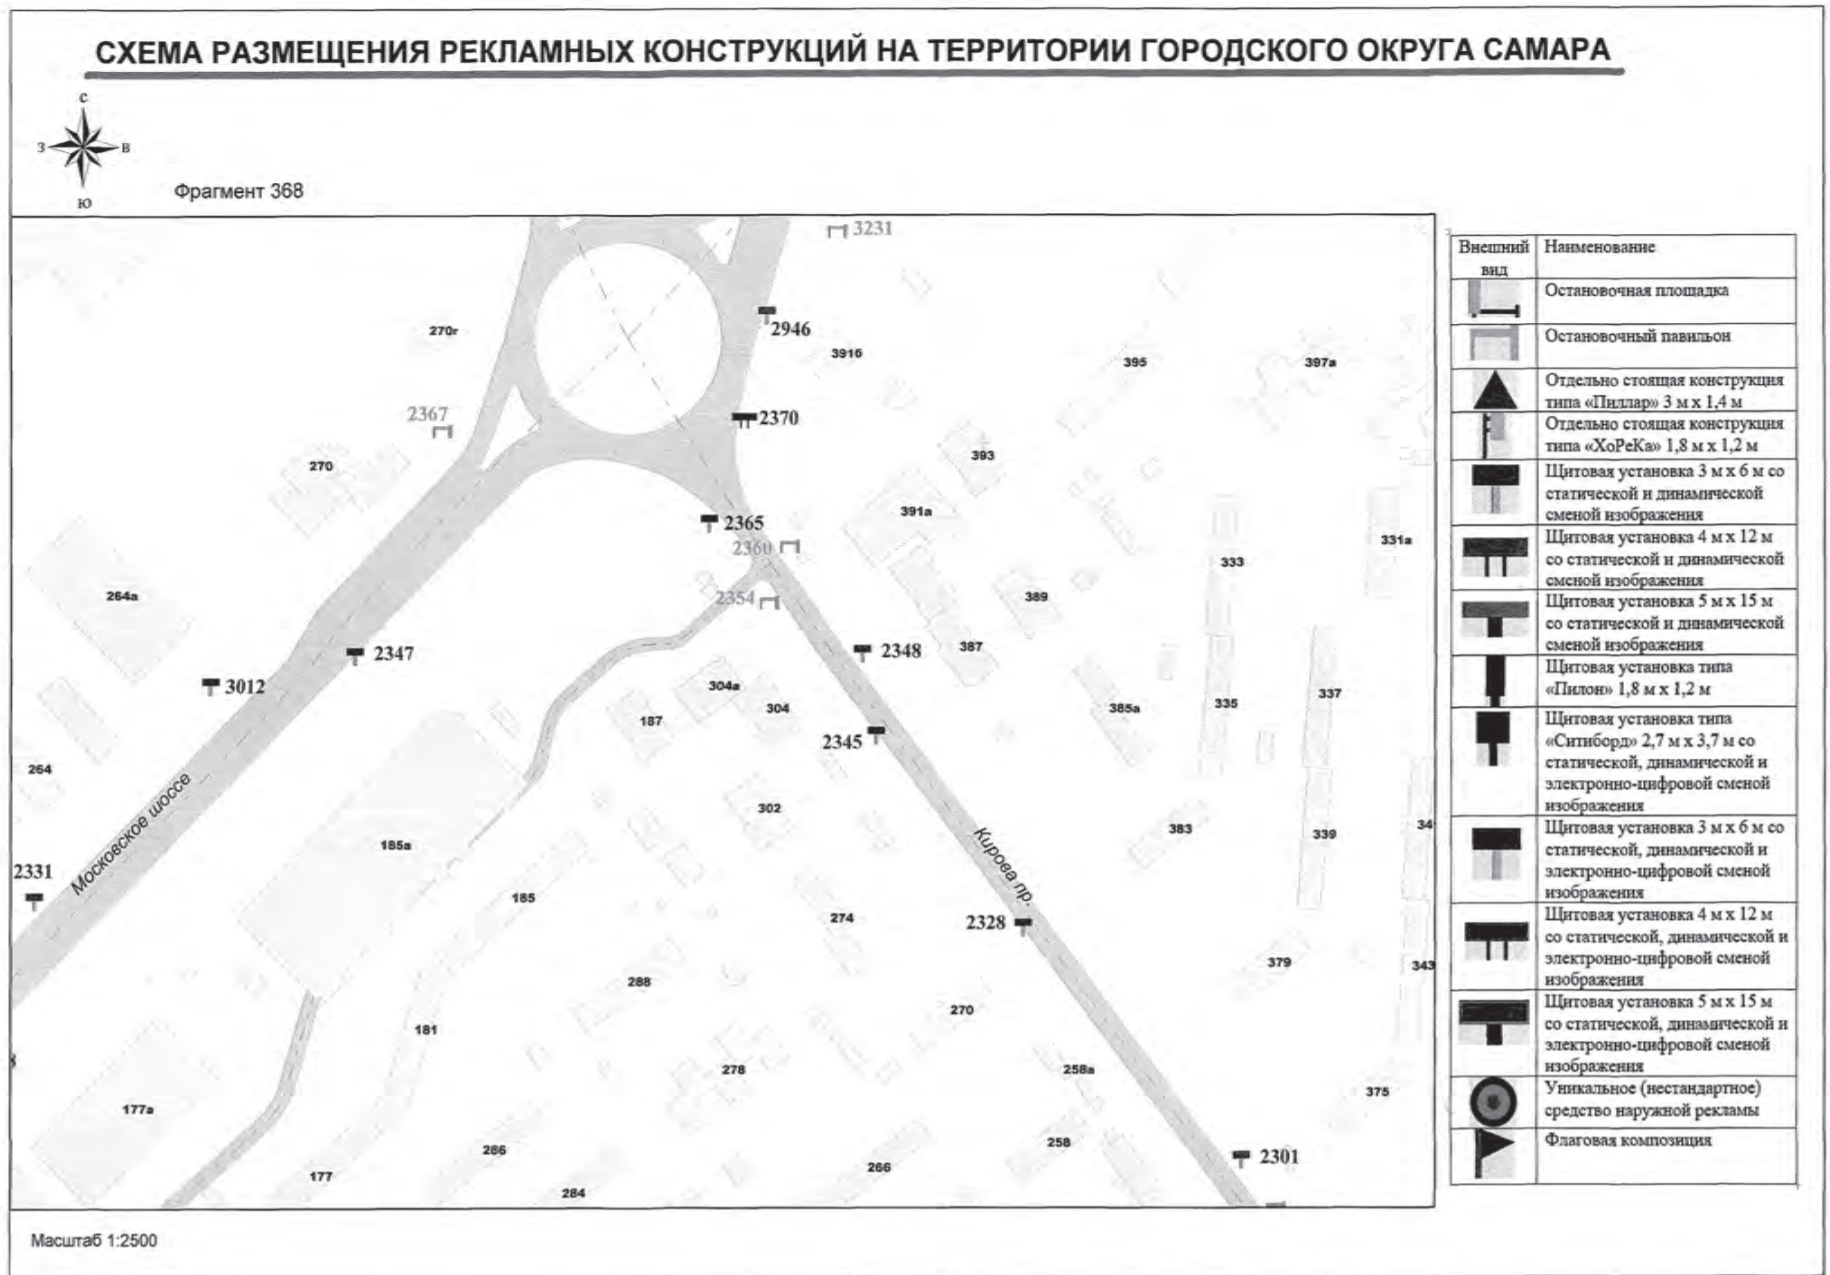 СХЕМА РАЗМЕЩЕНИЯ РЕКЛАМНЫХ КОНСТРУКЦИЙ НА ТЕРРИТОРИИ ГОРОДСКОГО ОКРУГА САМАРА
С
З
В
Ю
Фрагмент 368
3231
2946
270г
391б
395
397а
2367
2370
270
393
391а
2365
2360
331а
333
264а
2354
389
2347
2348
387
3012
304а
187
304
385а
335
337
2345
264
302
Московское шоссе
Кирова пр.
383
339
34
185а
2331
185
274
2328
379
343
288
270
181
278
258а
375
177а
286
258
266
2301
177
284
Внешний
вид
Наименование
Остановочная площадка
Остановочный павильон
Отдельно стоящая конструкция
типа «Пиллар» 3 м x 1,4 м
Отдельно стоящая конструкция
типа «ХоРеКа» 1,8 м x 1,2 м
Щитовая установка 3 м x 6 м со
статической и динамической
сменой изображения
Щитовая установка 4 м x 12 м
со статической и динамической
сменой изображения
Щитовая установка 5 м x 15 м
со статической и динамической
сменой изображения
Щитовая установка типа
«Пилон» 1,8 м x 1,2 м
Щитовая установка типа
«Ситиборд» 2,7 м x 3,7 м со
статической, динамической и
электронно-цифровой сменой
изображения
Щитовая установка 3 м x 6 м со
статической, динамической и
электронно-цифровой сменой
изображения
Щитовая установка 4 м x 12 м
со статической, динамической и
электронно-цифровой сменой
изображения
Щитовая установка 5 м x 15 м
со статической, динамической и
электронно-цифровой сменой
изображения
Уникальное (нестандартное)
средство наружной рекламы
Флаговая композиция
Масштаб 1:2500